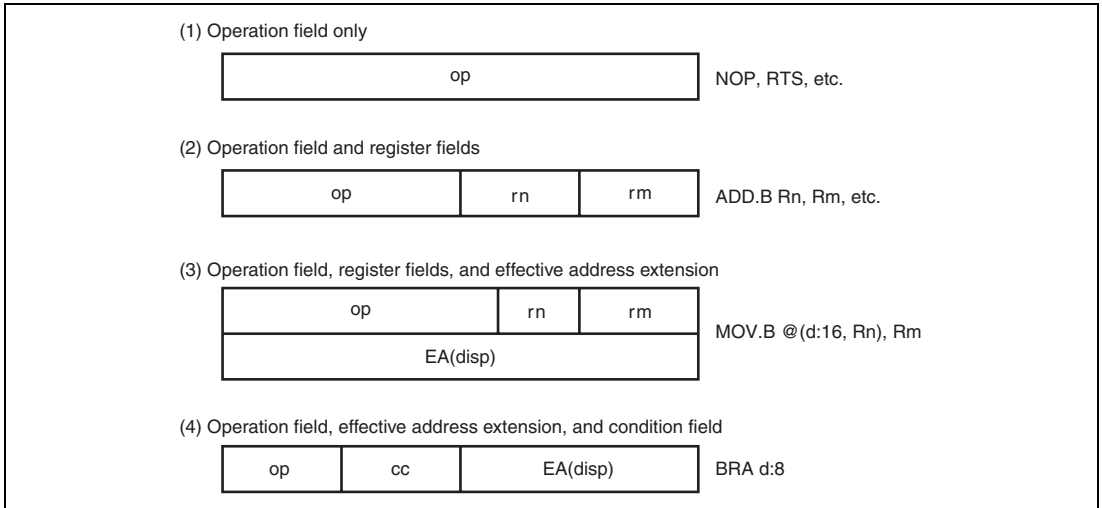 (1) Operation field only
op
NOP, RTS, etc.
(2) Operation field and register fields
op rn rm
ADD.B Rn, Rm, etc.
(3) Operation field, register fields, and effective address extension
op rn rm
MOV.B @(d:16, Rn), Rm
EA(disp)
(4) Operation field, effective address extension, and condition field
op cc EA(disp)
BRA d:8